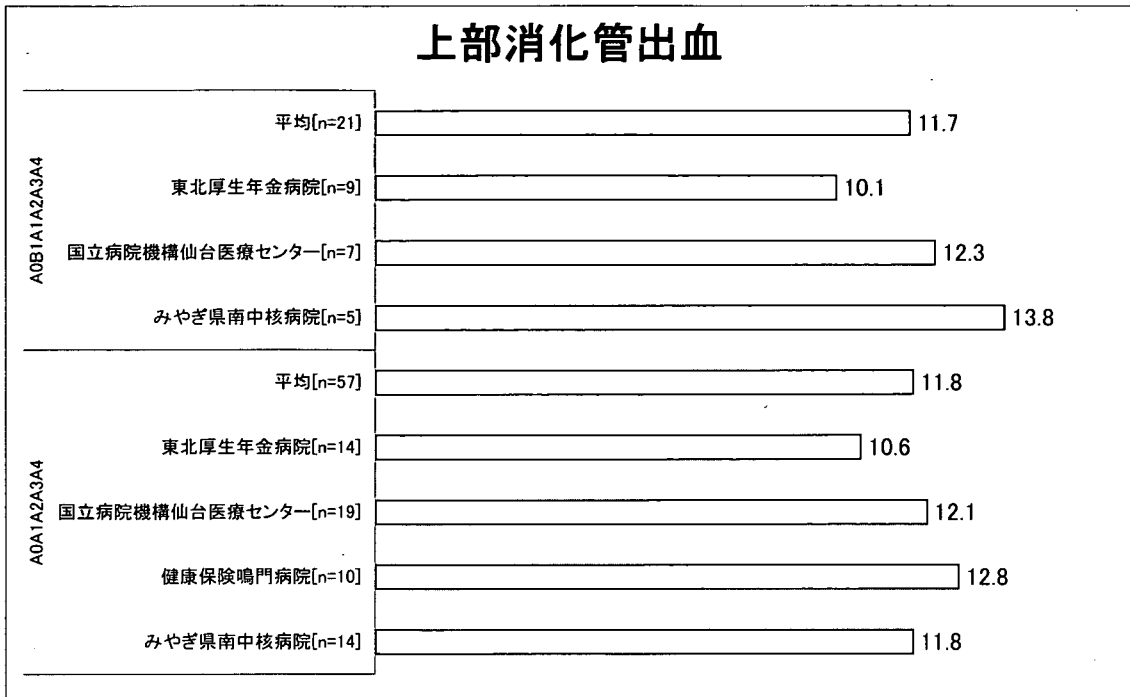 上部消化管出血
A0B1A1A2A3A4
平均[n=21] 11.7
東北厚生年金病院[n=9] 10.1
国立病院機構仙台医療センター[n=7] 12.3
みやぎ県南中核病院[n=5] 13.8
A0A1A2A3A4
平均[n=57] 11.8
東北厚生年金病院[n=14] 10.6
国立病院機構仙台医療センター[n=19] 12.1
健康保険鳴門病院[n=10] 12.8
みやぎ県南中核病院[n=14] 11.8